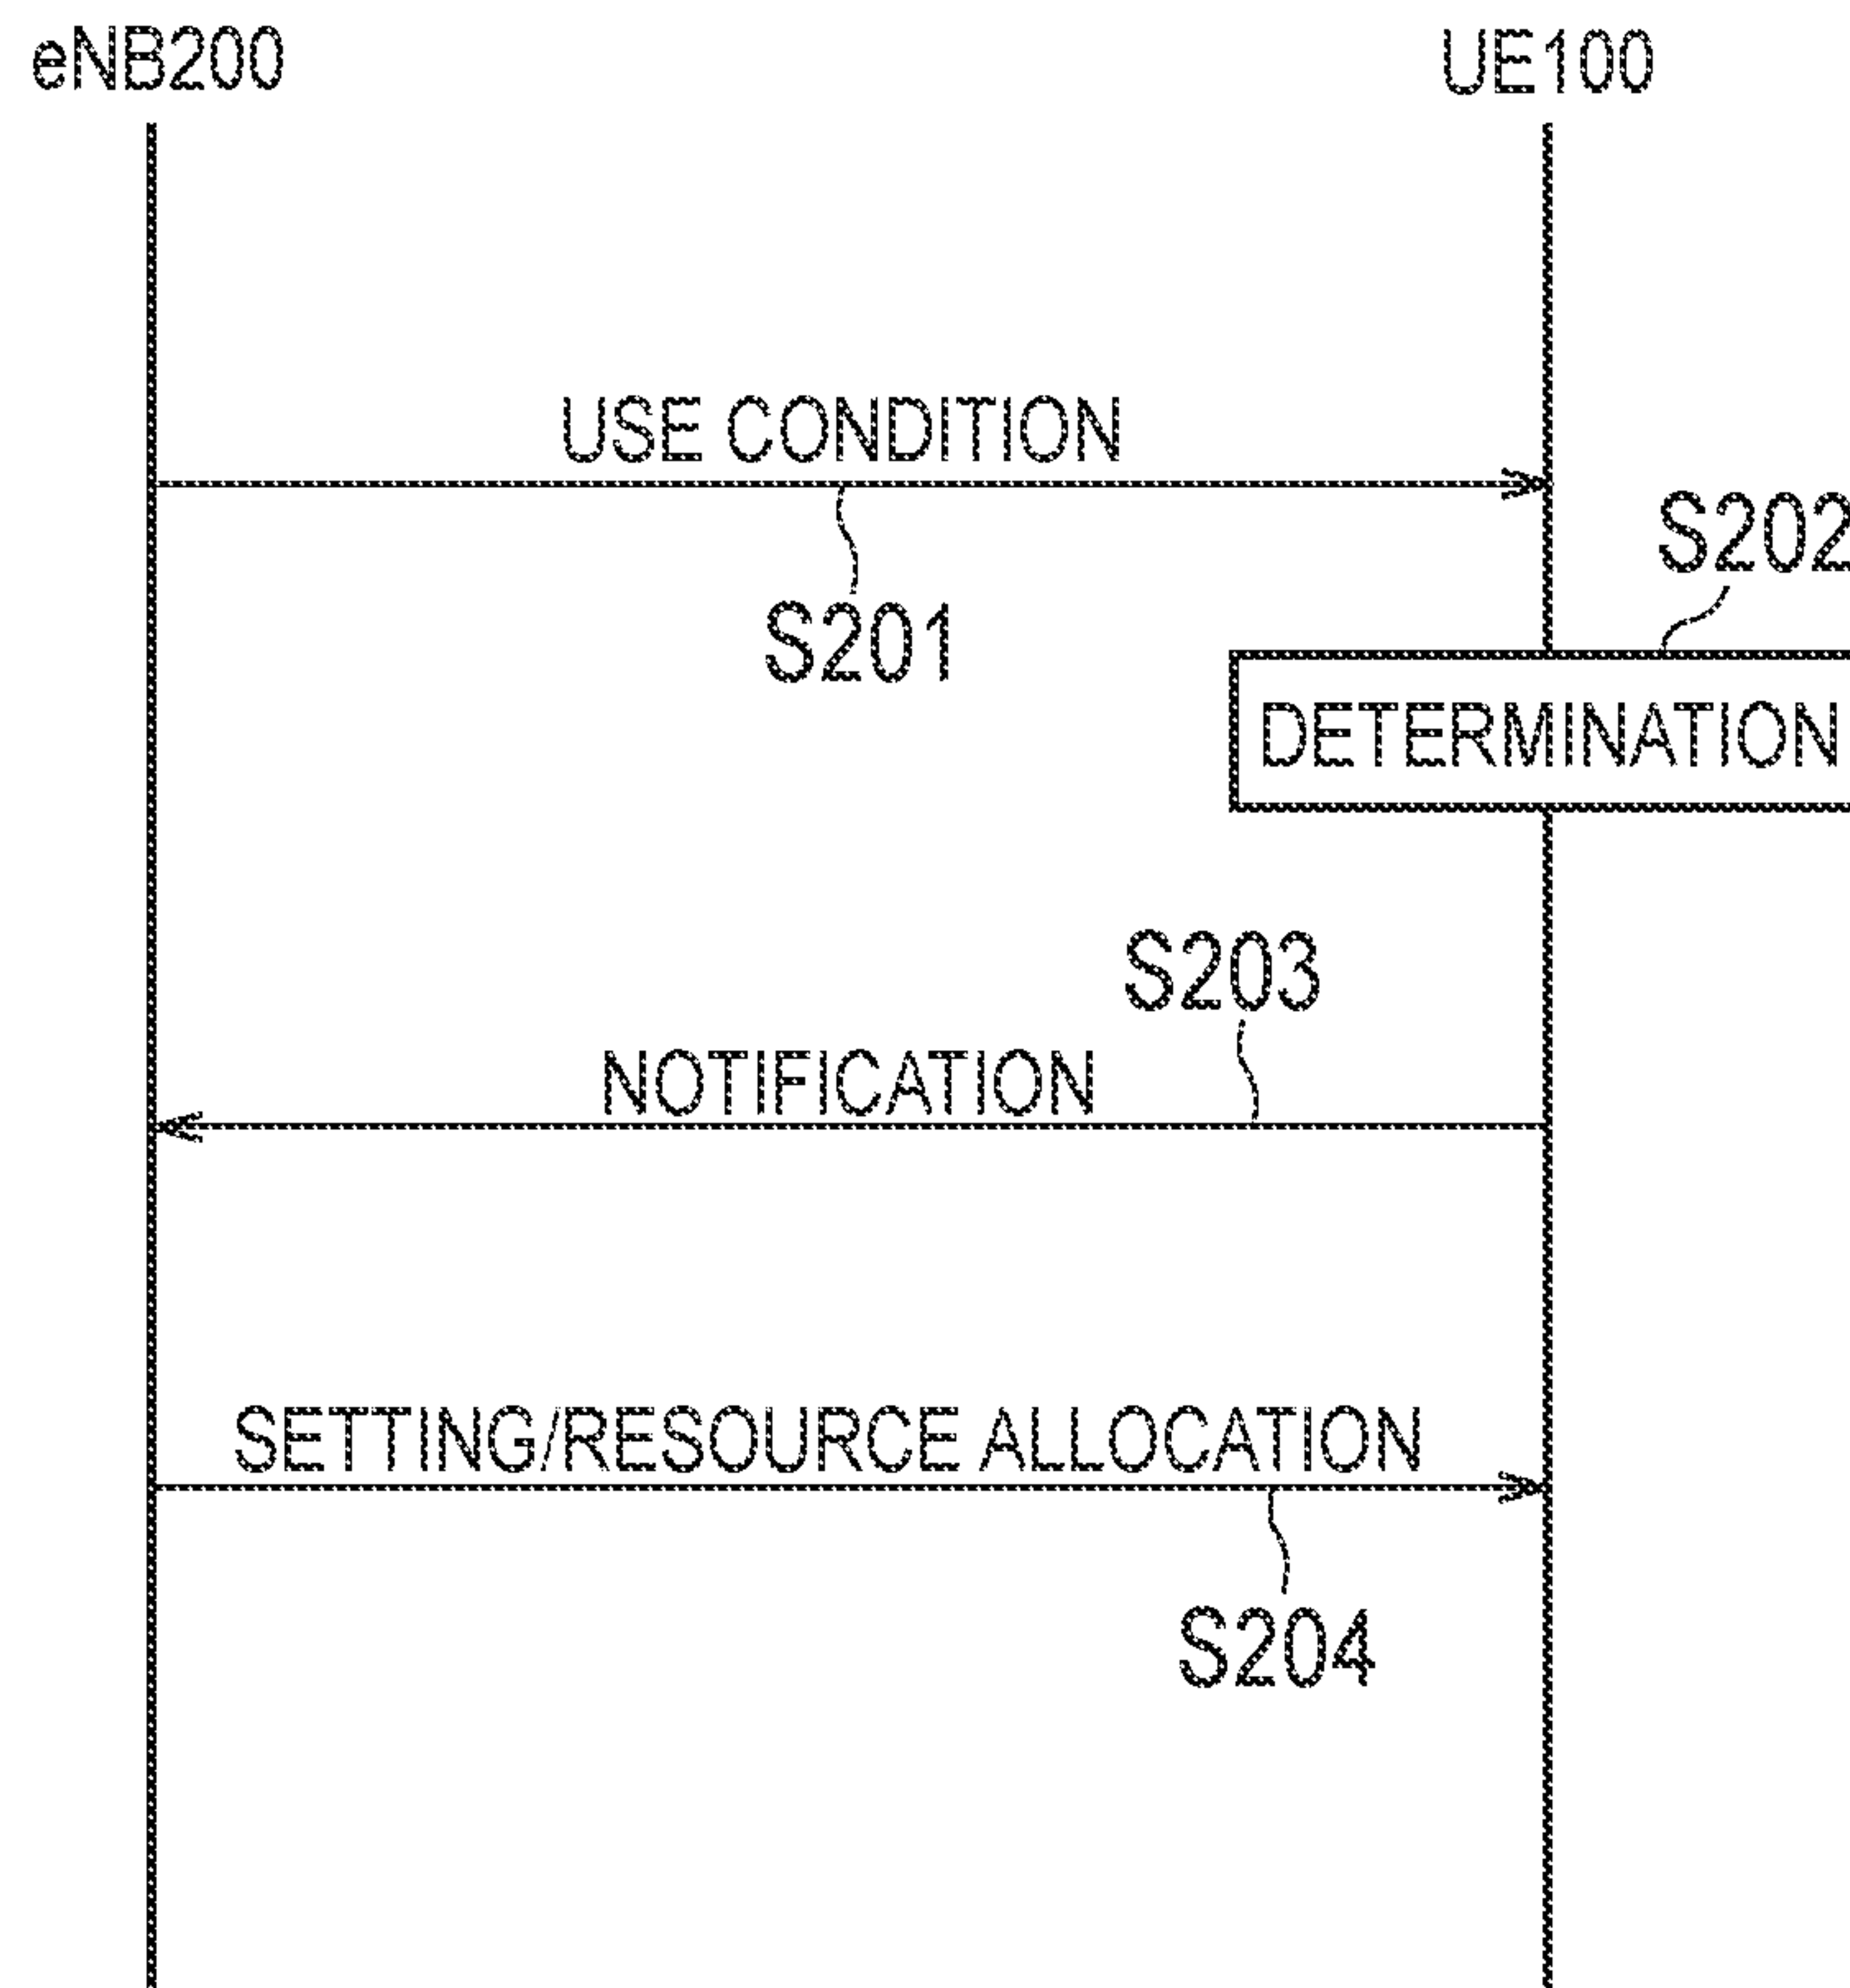 eNB200
UE100
USE CONDITION
S201
S202
DETERMINATION
S203
NOTIFICATION
SETTING/RESOURCE ALLOCATION
S204